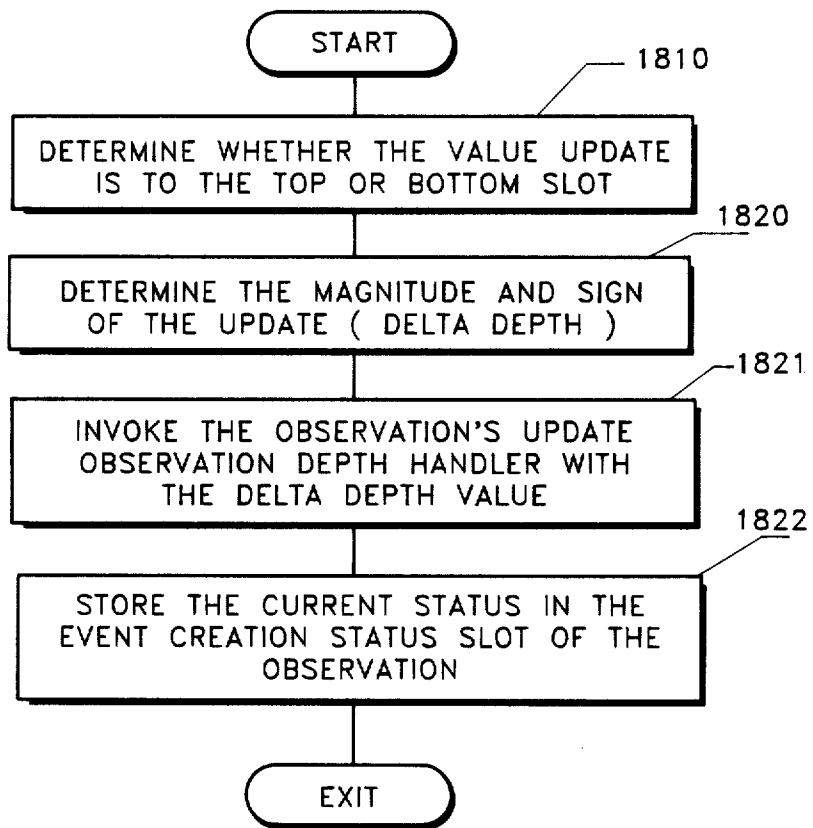 START
1810
DETERMINE WHETHER THE VALUE UPDATE
IS TO THE TOP OR BOTTOM SLOT
1820
DETERMINE THE MAGNITUDE AND SIGN
OF THE UPDATE ( DELTA DEPTH )
1821
INVOKE THE OBSERVATION'S UPDATE
OBSERVATION DEPTH HANDLER WITH
THE DELTA DEPTH VALUE
1822
STORE THE CURRENT STATUS IN THE
EVENT CREATION STATUS SLOT OF THE
OBSERVATION
EXIT